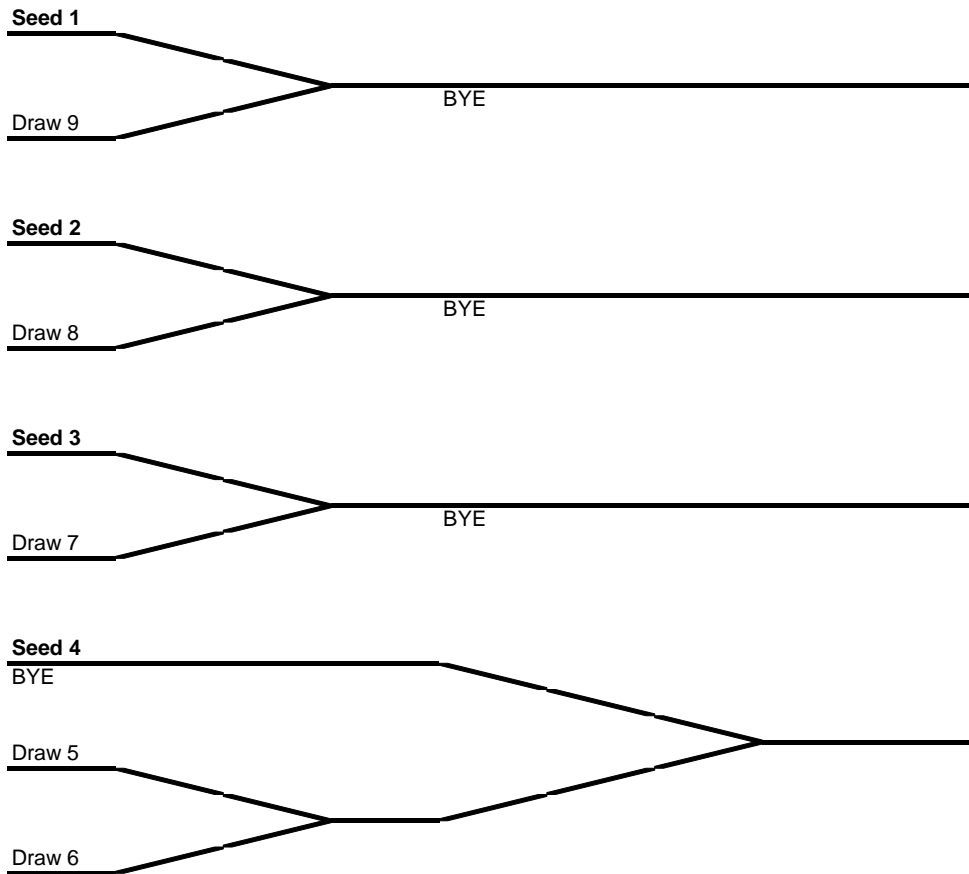 Seed 1
BYE
Draw 9
Seed 2
BYE
Draw 8
Seed 3
BYE
Draw 7
Seed 4
BYE
Draw 5
Draw 6